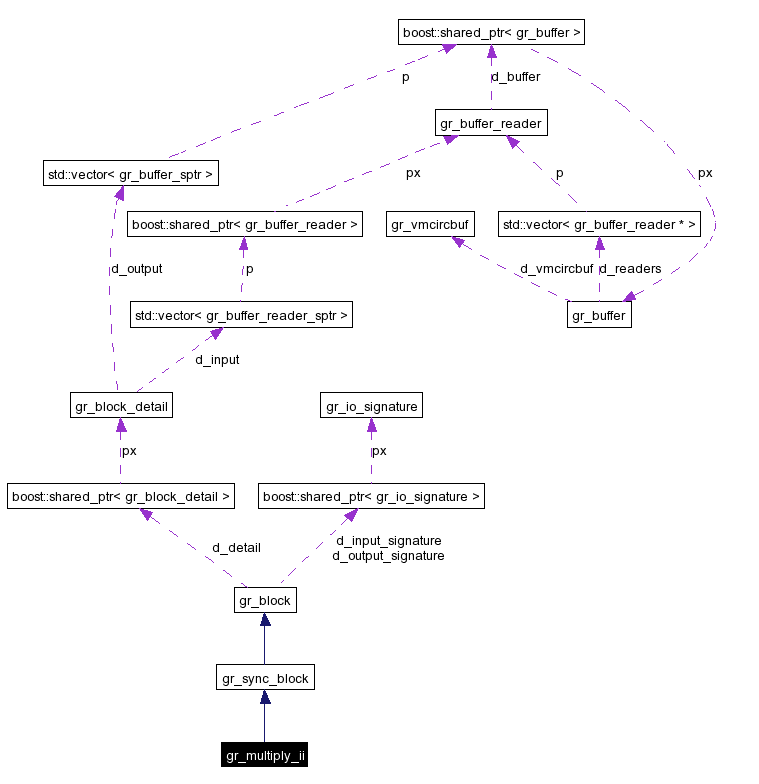 boost::shared_ptr< gr_buffer >
p
d_buffer
gr_buffer_reader
std::vector< gr_buffer_sptr >
px
p
px
boost::shared_ptr< gr_buffer_reader >
gr_vmcircbuf
std::vector< gr_buffer_reader * >
d_output
p
d_vmcircbuf
d_readers
std::vector< gr_buffer_reader_sptr >
gr_buffer
d_input
gr_block_detail
gr_io_signature
px
px
boost::shared_ptr< gr_block_detail >
boost::shared_ptr< gr_io_signature >
d_detail
d_input_signature
d_output_signature
gr_block
gr_sync_block
gr_multiply_ii